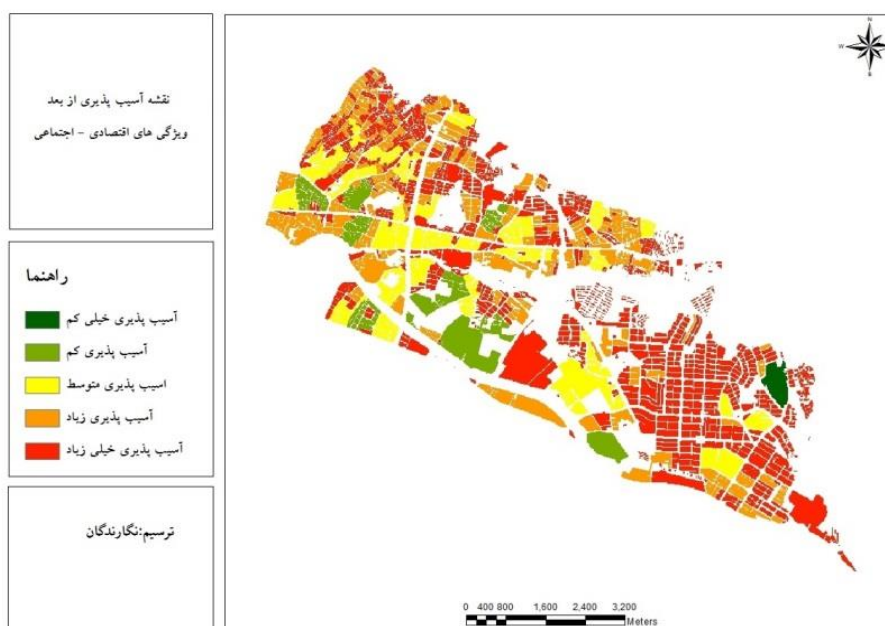 نقشه آسیب پذیری از بعد
ویژگی های اقتصادی - اجتماعی
راهنما
آسیب پذیری خیلی کم
آسیب پذیری کم
اسیب پذیری متوسط
آسیب پذیری زیاد
آسیب پذیری خیلی زیاد
ترسیم:نگارندگان
N
W E
S
0 400 800 1,600 2,400 3,200
Meters